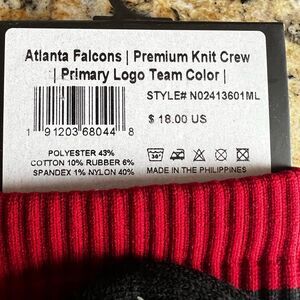 Atlanta Falcons | Premium Knit Crew
| Primary Logo Team Color |
STYLE# N02413601ML
$ 18.00 US
1 91203 68044 8
POLYESTER 43%
COTTON 10% RUBBER 6%
SPANDEX 1% NYLON 40%
MADE IN THE PHILIPPINES